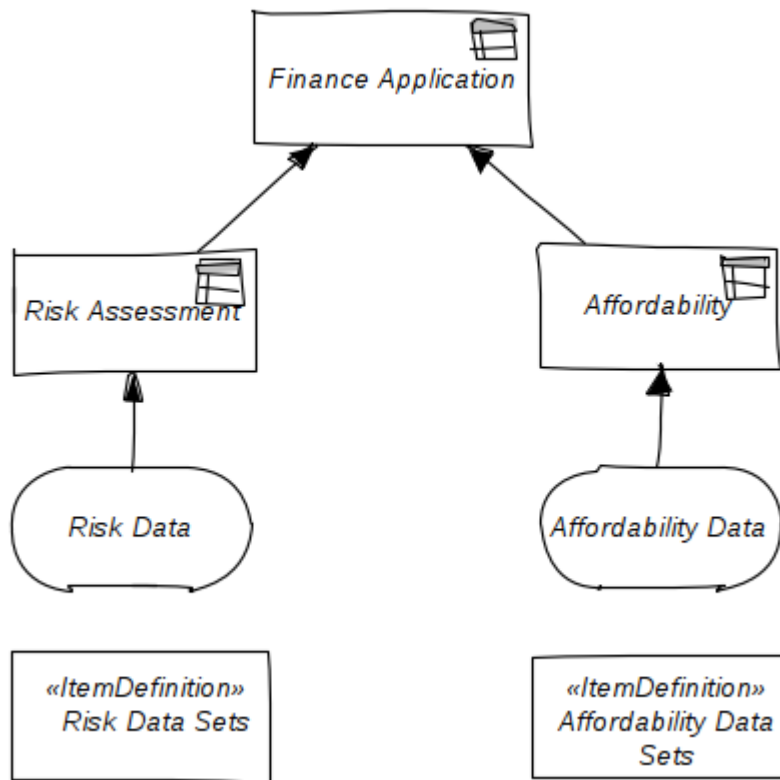 Finance Application
Risk Assessment
Affordability
Risk Data
Affordability Data
«ItemDefinition»
Risk Data Sets
«ItemDefinition»
Affordability Data
Sets